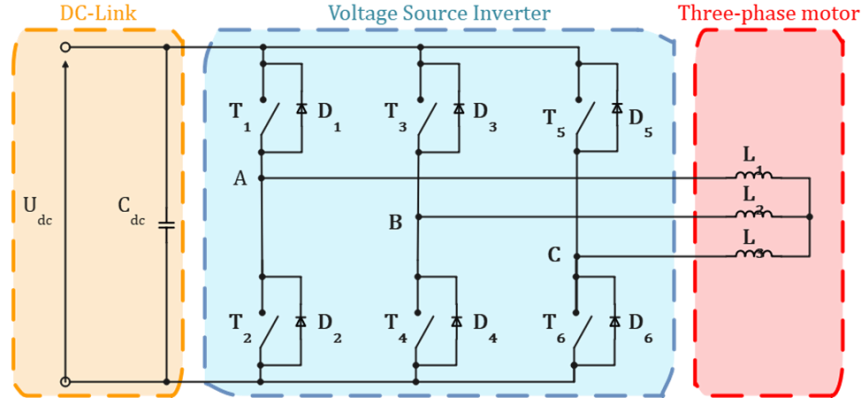 DC-Link
Voltage Source Inverter
Three-phase motor
T1 D1
T3 D3
T5 D5
A
B
C
Udc
Cdc
L1
L2
L3
T2 D2
T4 D4
T6 D6